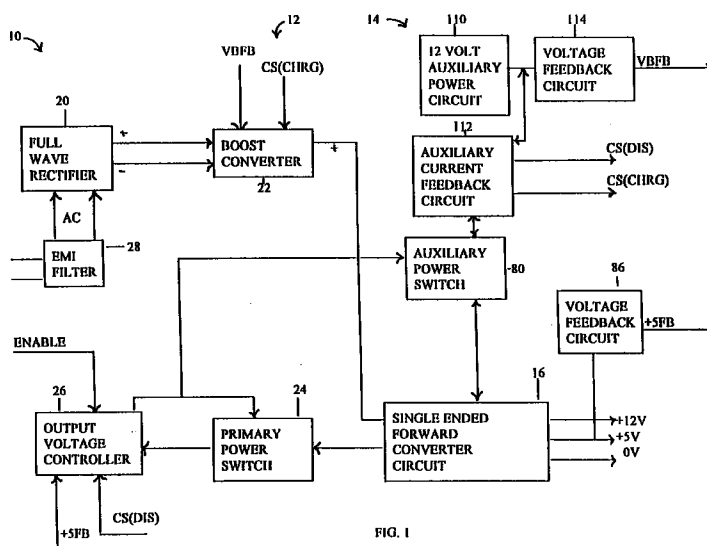 10
12
14
110
114
VBFB
CS(CHRG)
12 VOLT
AUXILIARY
POWER
CIRCUIT
VOLTAGE
FEEDBACK
CIRCUIT
VBFB
20
FULL
WAVE
RECTIFIER
+
-
BOOST
CONVERTER
22
+
112
AUXILIARY
CURRENT
FEEDBACK
CIRCUIT
CS(DIS)
CS(CHRG)
AC
EMI
FILTER
28
AUXILIARY
POWER
SWITCH
80
86
VOLTAGE
FEEDBACK
CIRCUIT
+5FB
ENABLE
26
OUTPUT
VOLTAGE
CONTROLLER
24
PRIMARY
POWER
SWITCH
16
SINGLE ENDED
FORWARD
CONVERTER
CIRCUIT
+12V
+5V
0V
+5FB
CS(DIS)
FIG. 1